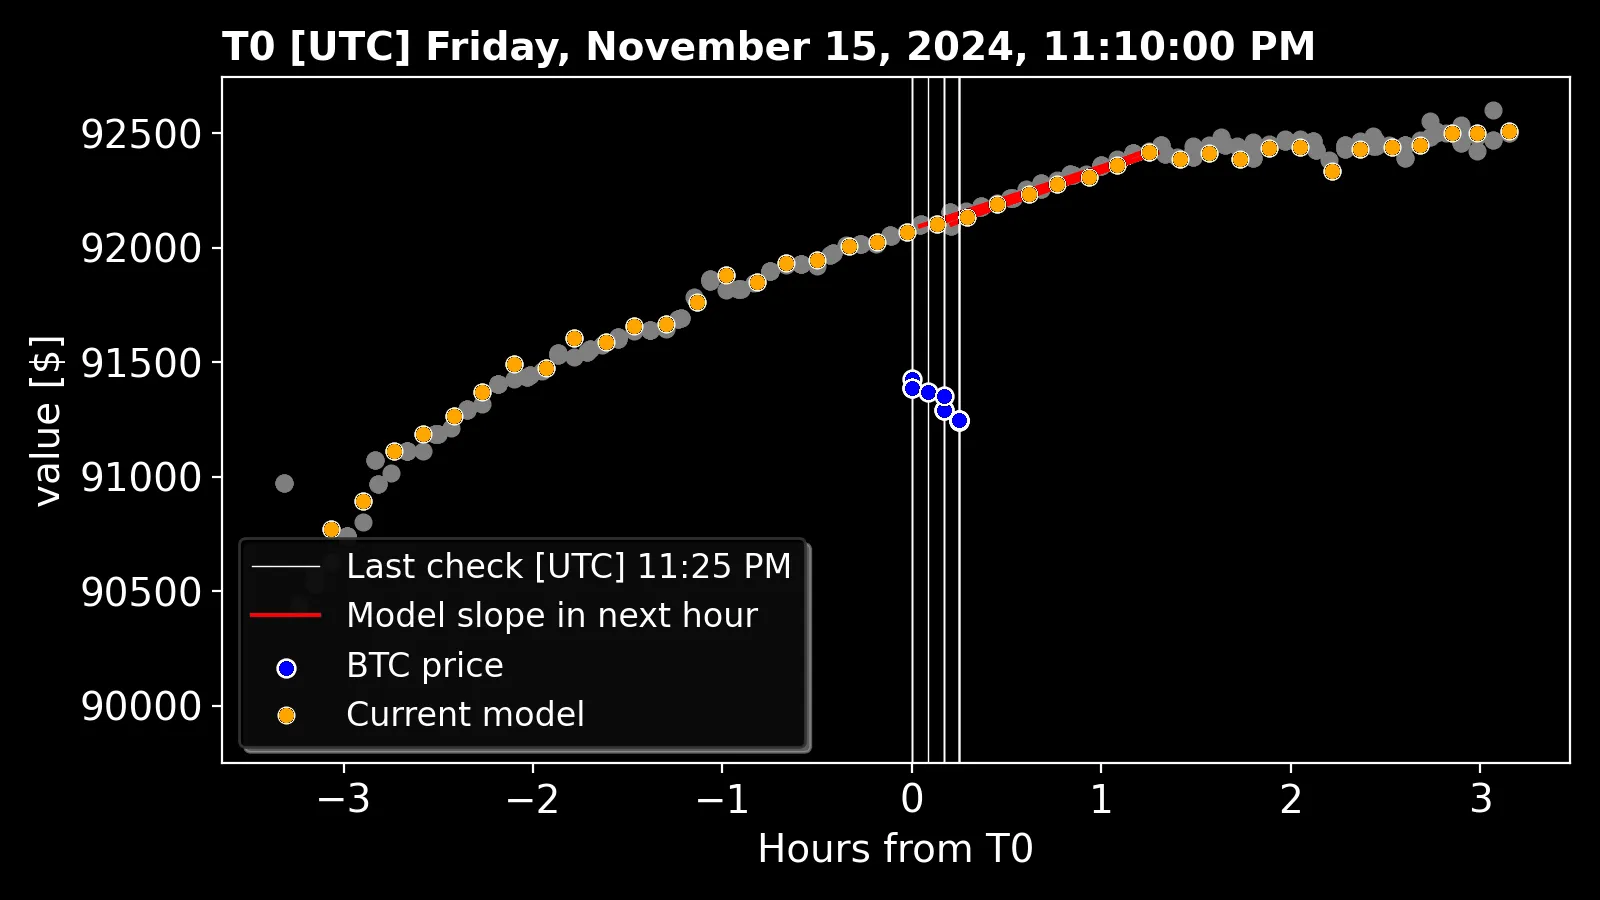 T0 [UTC] Friday, November 15, 2024, 11:10:00 PM
92500
92000
91500
91000
90500
90000
value [$]
Last check [UTC] 11:25 PM
Model slope in next hour
BTC price
Current model
−3 −2 −1 0 1 2 3
Hours from T0